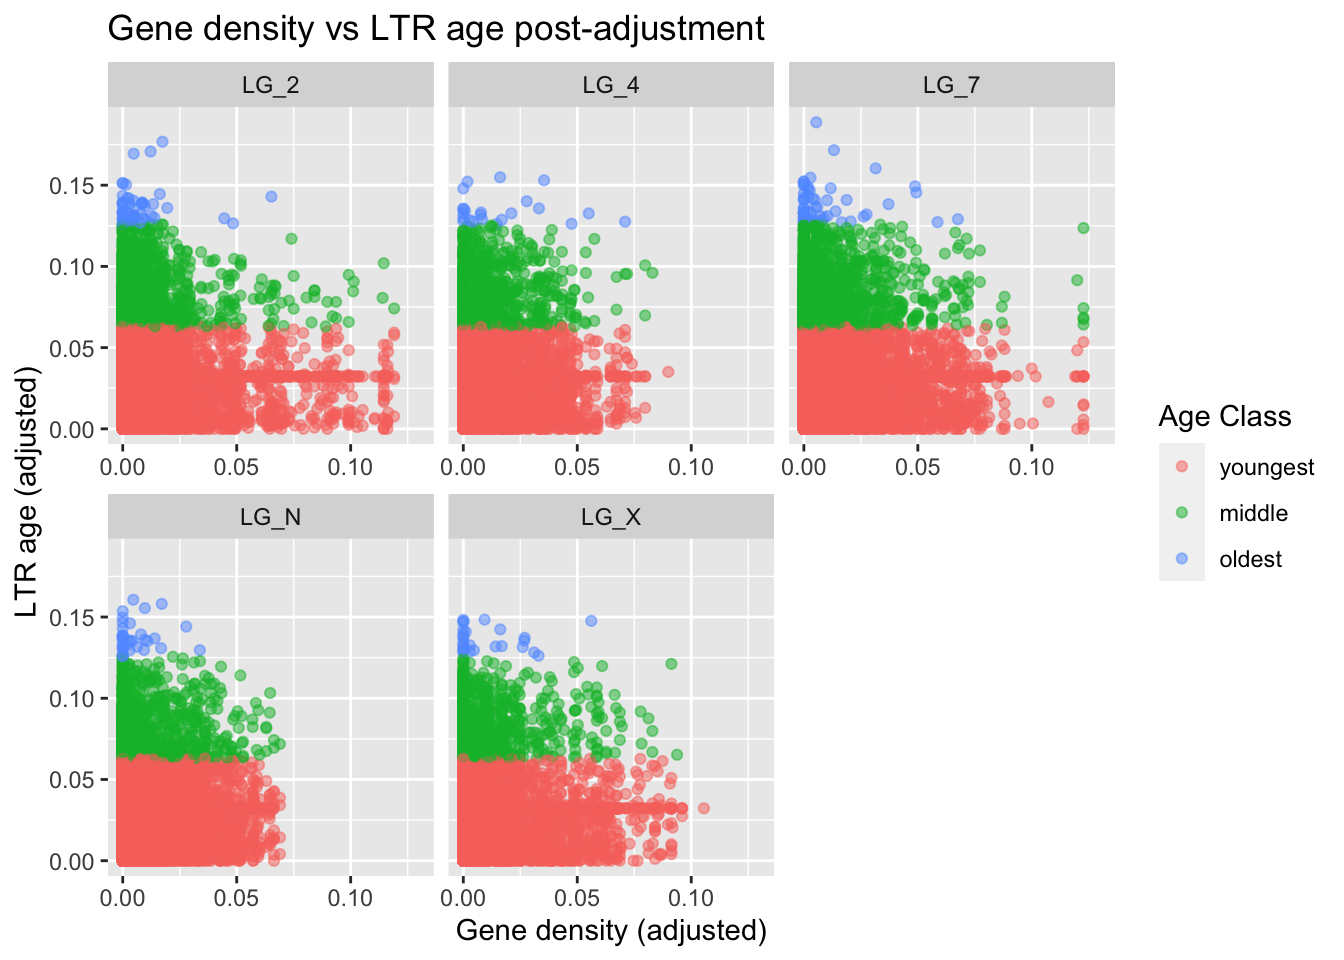 Gene density vs LTR age post-adjustment
LG_2 LG_4 LG_7
0.15
0.10
0.05
0.00
0.00 0.05 0.10 0.00 0.05 0.10 0.00 0.05 0.10
LG_N LG_X
0.15
0.10
0.05
0.00
0.00 0.05 0.10 0.00 0.05 0.10
LTR age (adjusted)
Gene density (adjusted)
Age Class
youngest
middle
oldest